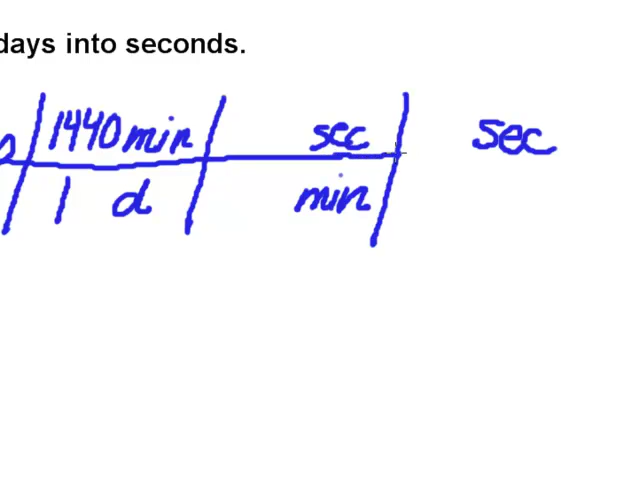 days into seconds.
1440 min sec sec
1 d min